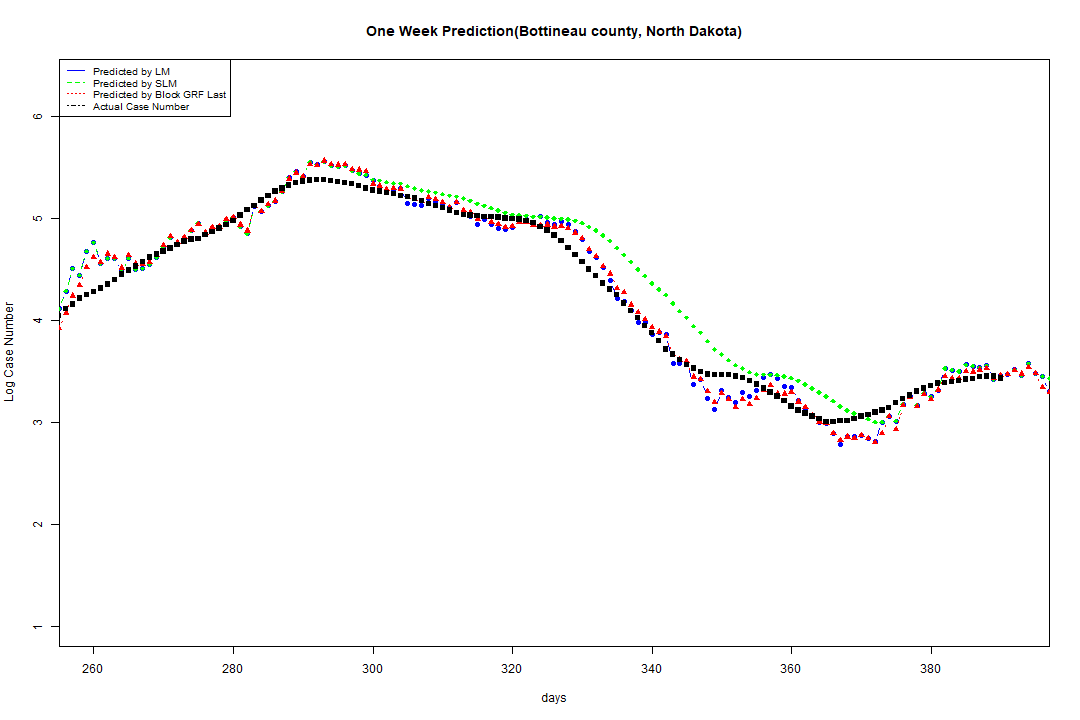 One Week Prediction(Bottineau county, North Dakota)
Predicted by LM
Predicted by SLM
Predicted by Block GRF Last
Actual Case Number
6
5
4
3
2
1
Log Case Number
260 280 300 320 340 360 380
days